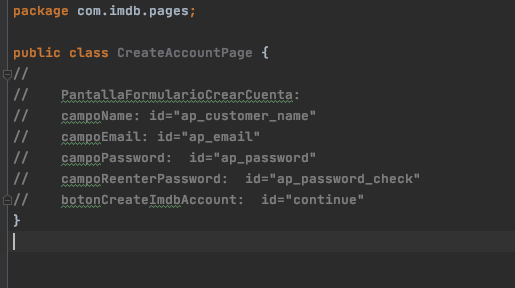 package com.imdb.pages;
public class CreateAccountPage {
//
//    PantallaFormularioCrearCuenta:
//    campoName: id="ap_customer_name"
//    campoEmail: id="ap_email"
//    campoPassword:  id="ap_password"
//    campoReenterPassword:  id="ap_password_check"
//    botonCreateImdbAccount:  id="continue"
}